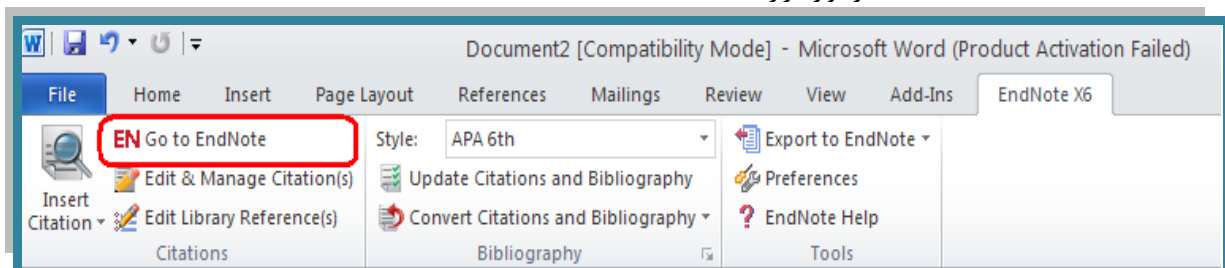 W
Document2 [Compatibility Mode] - Microsoft Word (Product Activation Failed)
File Home Insert Page Layout References Mailings Review View Add-Ins EndNote X6
EN Go to EndNote Style: APA 6th Export to EndNote
Edit & Manage Citation(s) Update Citations and Bibliography Preferences
Insert Citation Edit Library Reference(s) Convert Citations and Bibliography ? EndNote Help
Citations Bibliography Tools